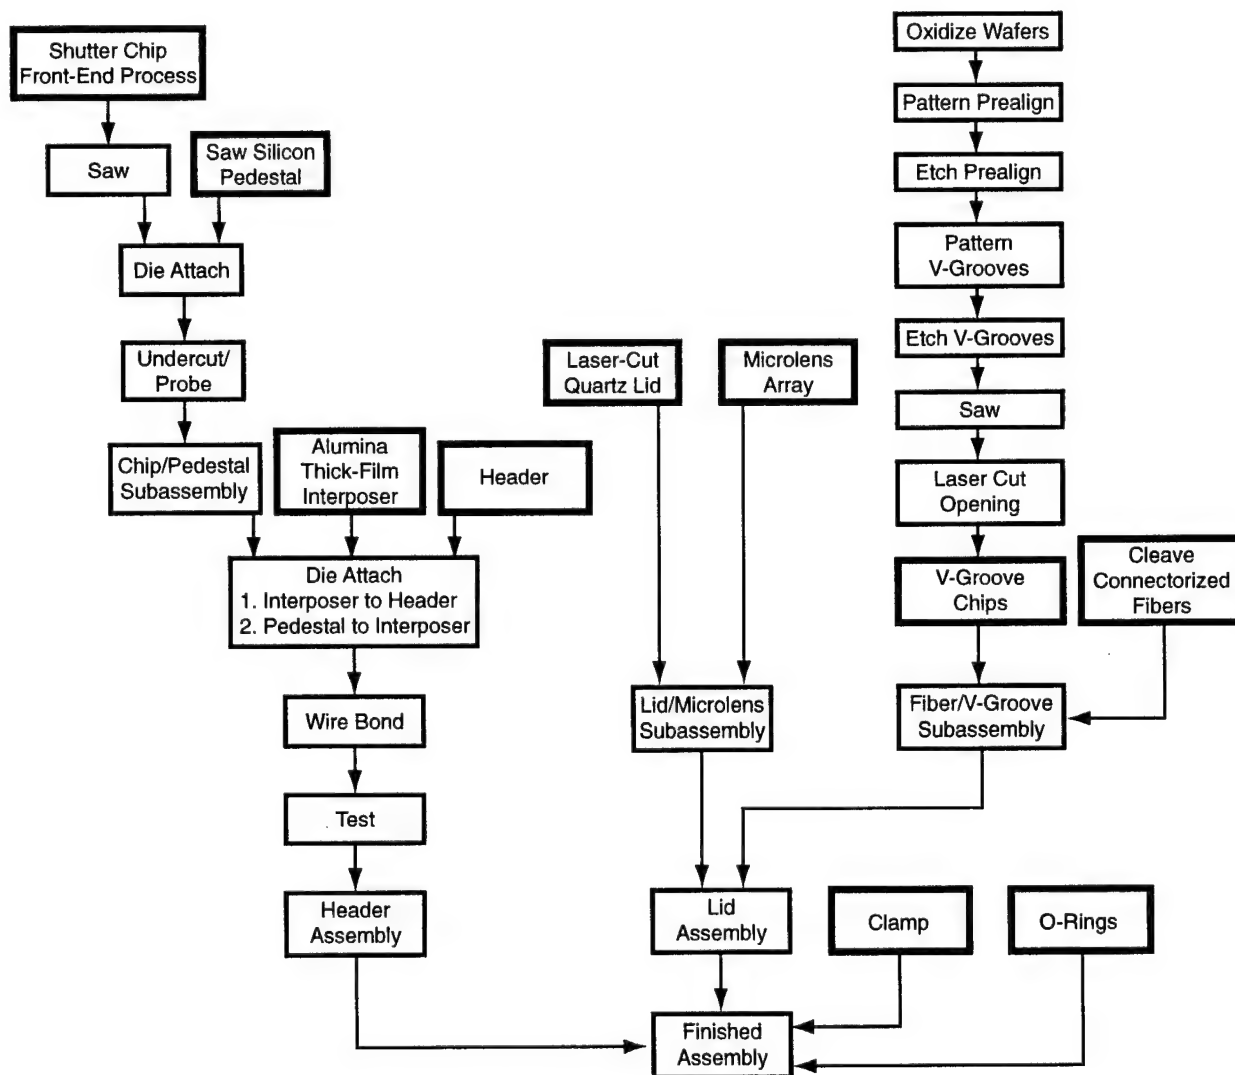 Shutter Chip
Front-End Process
Saw
Saw Silicon
Pedestal
Die Attach
Undercut/
Probe
Chip/Pedestal
Subassembly
Alumina
Thick-Film
Interposer
Header
Die Attach
1. Interposer to Header
2. Pedestal to Interposer
Wire Bond
Test
Header
Assembly
Laser-Cut
Quartz Lid
Microlens
Array
Lid/Microlens
Subassembly
Oxidize Wafers
Pattern Prealign
Etch Prealign
Pattern
V-Grooves
Etch V-Grooves
Saw
Laser Cut
Opening
V-Groove
Chips
Cleave
Connectorized
Fibers
Fiber/V-Groove
Subassembly
Lid
Assembly
Clamp
O-Rings
Finished
Assembly